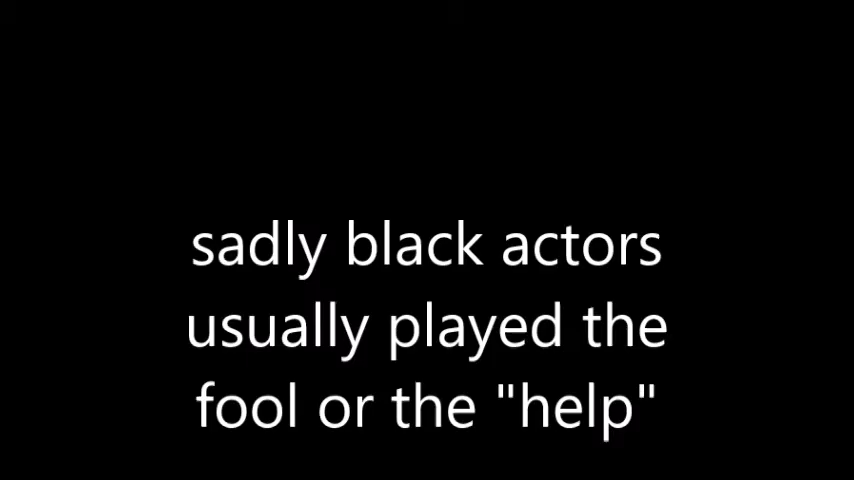 sadly black actors
usually played the
fool or the "help"